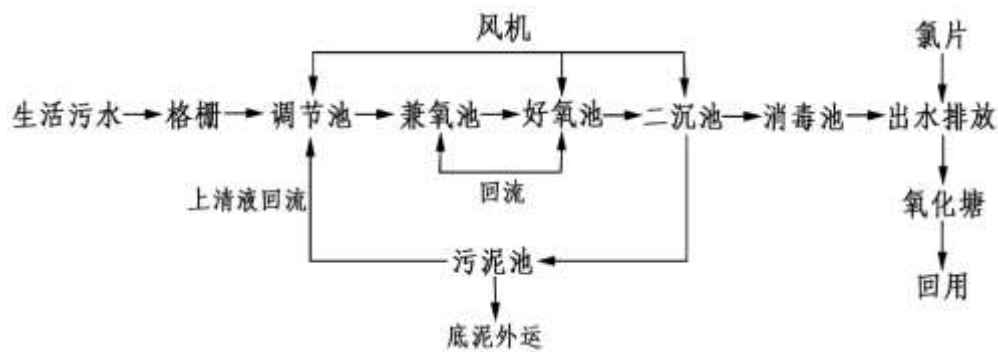 风机
氯片
生活污水
格栅
调节池
兼氧池
好氧池
二沉池
消毒池
出水排放
上清液回流
回流
氧化塘
污泥池
回用
底泥外运